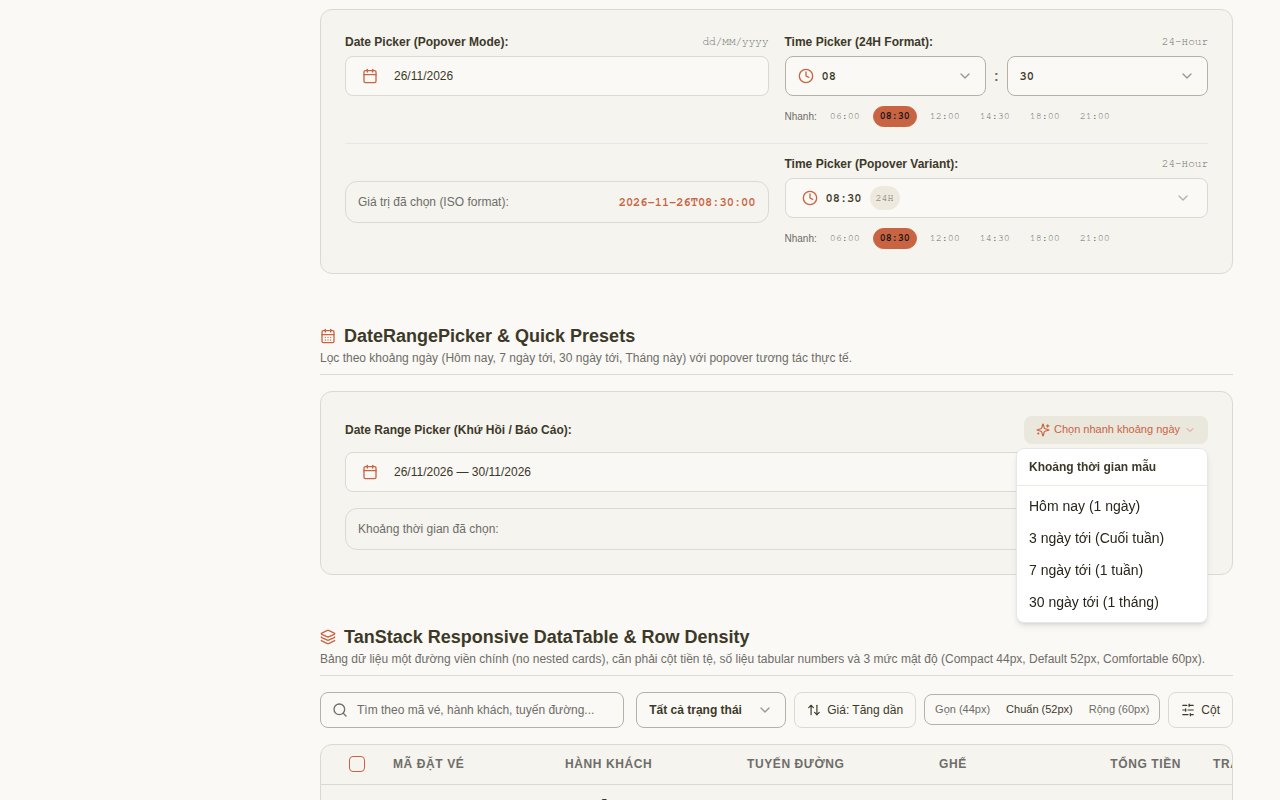 Date Picker (Popover Mode):
dd/MM/yyyy
26/11/2026
Time Picker (24H Format):
24-Hour
08
:
30
Nhanh: 06:00 08:30 12:00 14:30 18:00 21:00
Giá trị đã chọn (ISO format):
2026-11-26T08:30:00
Time Picker (Popover Variant):
24-Hour
08:30 24H
Nhanh: 06:00 08:30 12:00 14:30 18:00 21:00
DateRangePicker & Quick Presets
Lọc theo khoảng ngày (Hôm nay, 7 ngày tới, 30 ngày tới, Tháng này) với popover tương tác thực tế.
Date Range Picker (Khứ Hồi / Báo Cáo):
Chọn nhanh khoảng ngày
26/11/2026 — 30/11/2026
Khoảng thời gian đã chọn:
Khoảng thời gian mẫu
Hôm nay (1 ngày)
3 ngày tới (Cuối tuần)
7 ngày tới (1 tuần)
30 ngày tới (1 tháng)
TanStack Responsive DataTable & Row Density
Bảng dữ liệu một đường viền chính (no nested cards), căn phải cột tiền tệ, số liệu tabular numbers và 3 mức mật độ (Compact 44px, Default 52px, Comfortable 60px).
Tìm theo mã vé, hành khách, tuyến đường...
Tất cả trạng thái
Giá: Tăng dần
Gọn (44px) Chuẩn (52px) Rộng (60px)
Cột
MÃ ĐẶT VÉ HÀNH KHÁCH TUYẾN ĐƯỜNG GHẾ TỔNG TIỀN